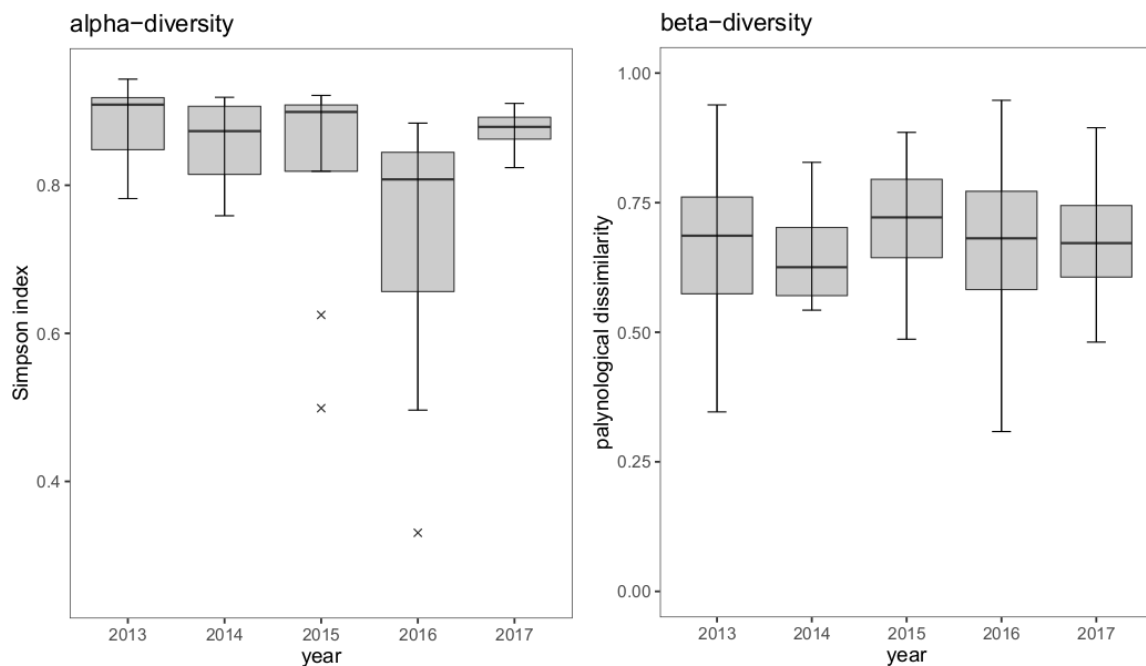 alpha−diversity
Simpson index
0.8
0.6
0.4
2013 2014 2015 2016 2017
year
beta−diversity
palynological dissimilarity
1.00
0.75
0.50
0.25
0.00
2013 2014 2015 2016 2017
year